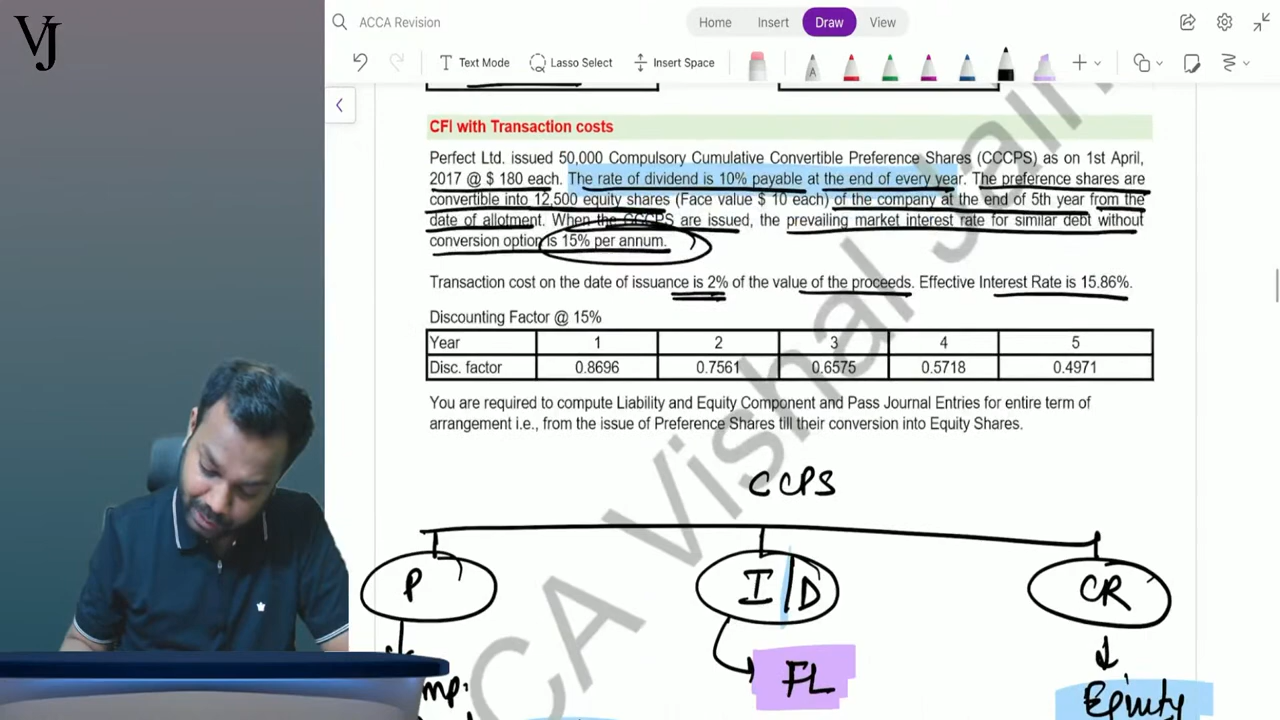 VJ
ACCA Revision
Home Insert Draw View
Text Mode Lasso Select Insert Space
CFI with Transaction costs
Perfect Ltd. issued 50,000 Compulsory Cumulative Convertible Preference Shares (CCCPS) as on 1st April,
2017 @ $ 180 each. The rate of dividend is 10% payable at the end of every year. The preference shares are
convertible into 12,500 equity shares (Face value $ 10 each) of the company at the end of 5th year from the
date of allotment. When the CCCPS are issued, the prevailing market interest rate for similar debt without
conversion option is 15% per annum.
Transaction cost on the date of issuance is 2% of the value of the proceeds. Effective Interest Rate is 15.86%.
Discounting Factor @ 15%
Year 1 2 3 4 5
Disc. factor 0.8696 0.7561 0.6575 0.5718 0.4971
You are required to compute Liability and Equity Component and Pass Journal Entries for entire term of
arrangement i.e., from the issue of Preference Shares till their conversion into Equity Shares.
CCPS
P I/D CR
FL
Equity
CA Vishal Jain